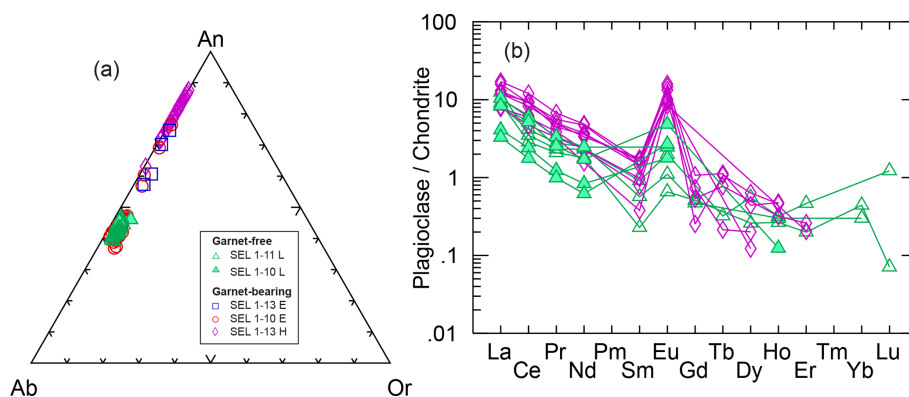 (a)
An
Ab
Or
Garnet-free
SEL 1-11 L
SEL 1-10 L
Garnet-bearing
SEL 1-13 E
SEL 1-10 E
SEL 1-13 H
(b)
Plagioclase / Chondrite
100
10
1
0.1
.01
La
Ce
Pr
Nd
Pm
Sm
Eu
Gd
Tb
Dy
Ho
Er
Tm
Yb
Lu